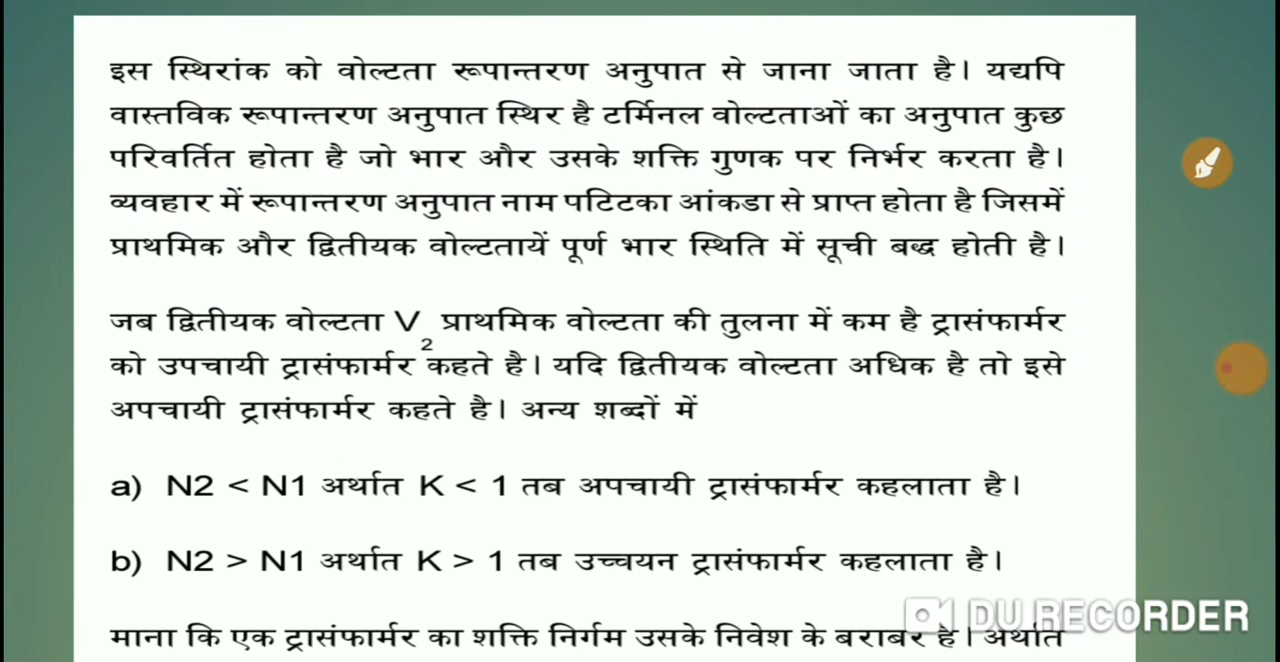 इस स्थिरांक को वोल्टता रूपान्तरण अनुपात से जाना जाता है। यद्यपि
वास्तविक रूपान्तरण अनुपात स्थिर है टर्मिनल वोल्टताओं का अनुपात कुछ
परिवर्तित होता है जो भार और उसके शक्ति गुणक पर निर्भर करता है।
व्यवहार में रूपान्तरण अनुपात नाम पटिटका आंकडा से प्राप्त होता है जिसमें
प्राथमिक और द्वितीयक वोल्टतायें पूर्ण भार स्थिति में सूची बद्ध होती है।
जब द्वितीयक वोल्टता V₂ प्राथमिक वोल्टता की तुलना में कम है ट्रासंफार्मर
को उपचायी ट्रासंफार्मर कहते है। यदि द्वितीयक वोल्टता अधिक है तो इसे
अपचायी ट्रासंफार्मर कहते है। अन्य शब्दों में
a) N2 < N1 अर्थात K < 1 तब अपचायी ट्रासंफार्मर कहलाता है।
b) N2 > N1 अर्थात K > 1 तब उच्चयन ट्रासंफार्मर कहलाता है।
माना कि एक ट्रासंफार्मर का शक्ति निर्गम उसके निवेश के बराबर है। अर्थात
DU RECORDER